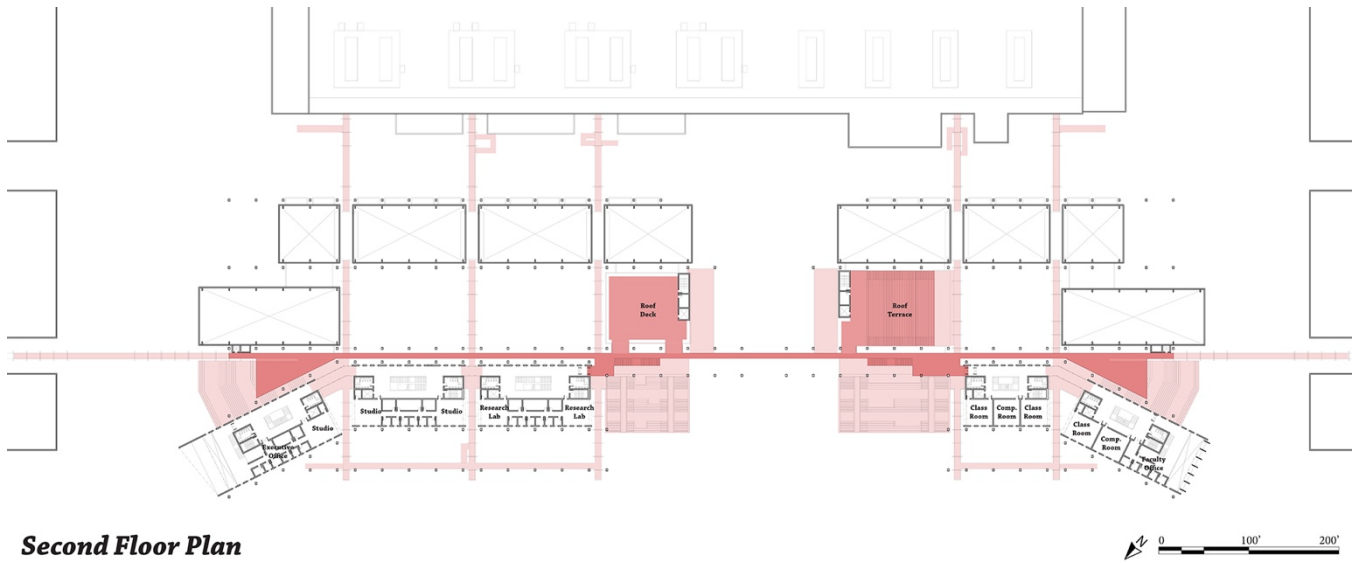 Roof
Deck
Roof
Terrace
Studio
Studio
Research
Lab
Research
Lab
Class
Room
Comp.
Room
Class
Room
Studio
Executive
Office
Class
Room
Comp.
Room
Faculty
Office
Second Floor Plan
N
0 100' 200'